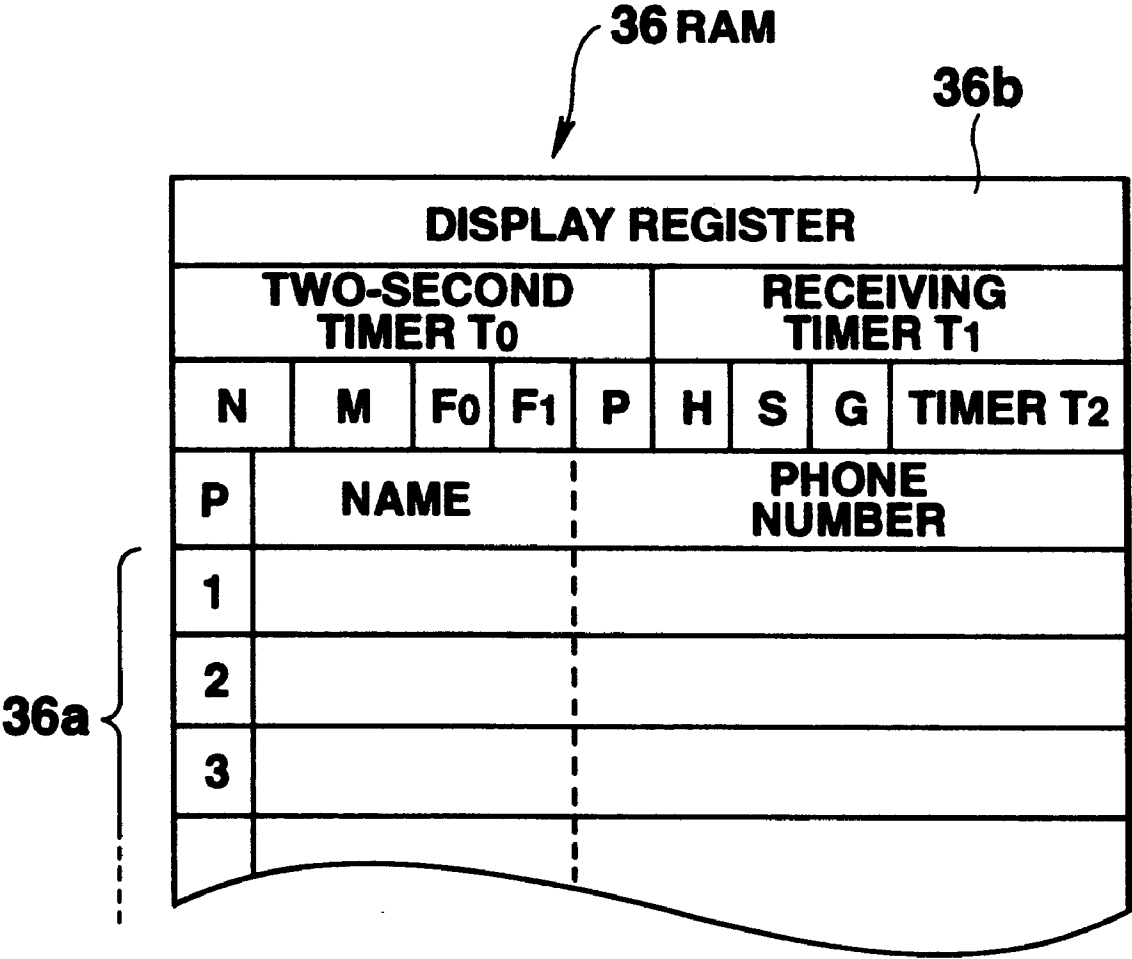 36 RAM
36b
DISPLAY REGISTER
TWO-SECOND
TIMER T0
RECEIVING
TIMER T1
N M F0 F1 P H S G TIMER T2
P NAME
PHONE
NUMBER
1
2
36a
3